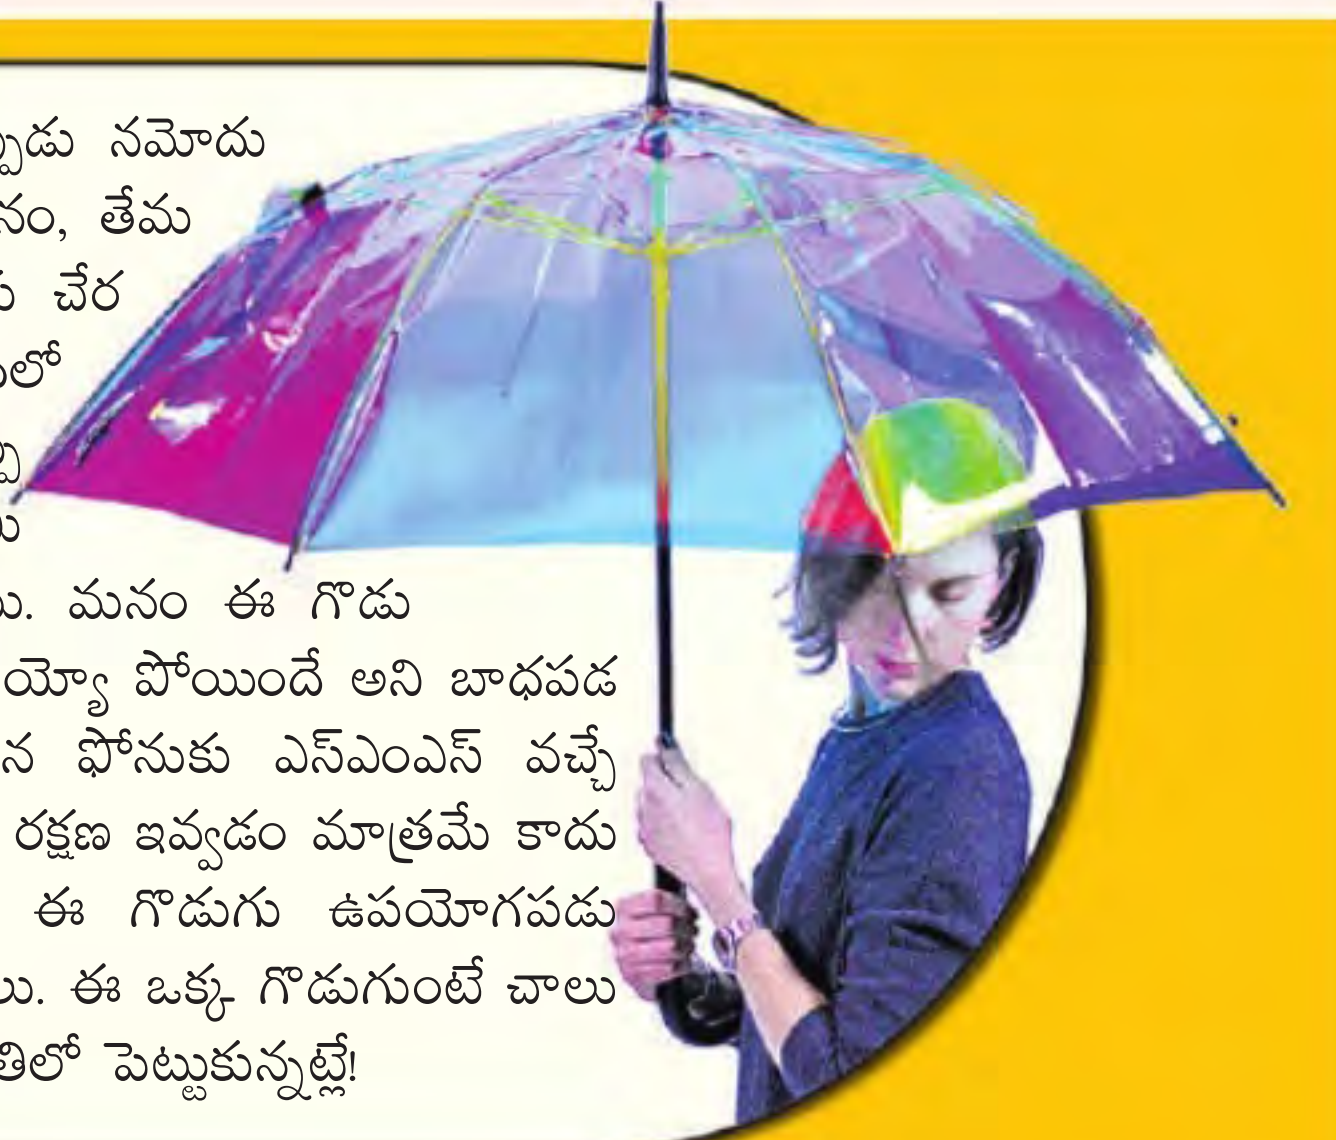 నమోదు
తేమ
చేర
మనం ఈ గొడు
పోయిందే అని బాధపడ
ఫోనుకు ఎస్ఎంఎస్ వచ్చే
రక్షణ ఇవ్వడం మాత్రమే కాదు
ఈ గొడుగు ఉపయోగపడు
ఈ ఒక్క గొడుగుంటే చాలు
పెట్టుకున్నట్లే!